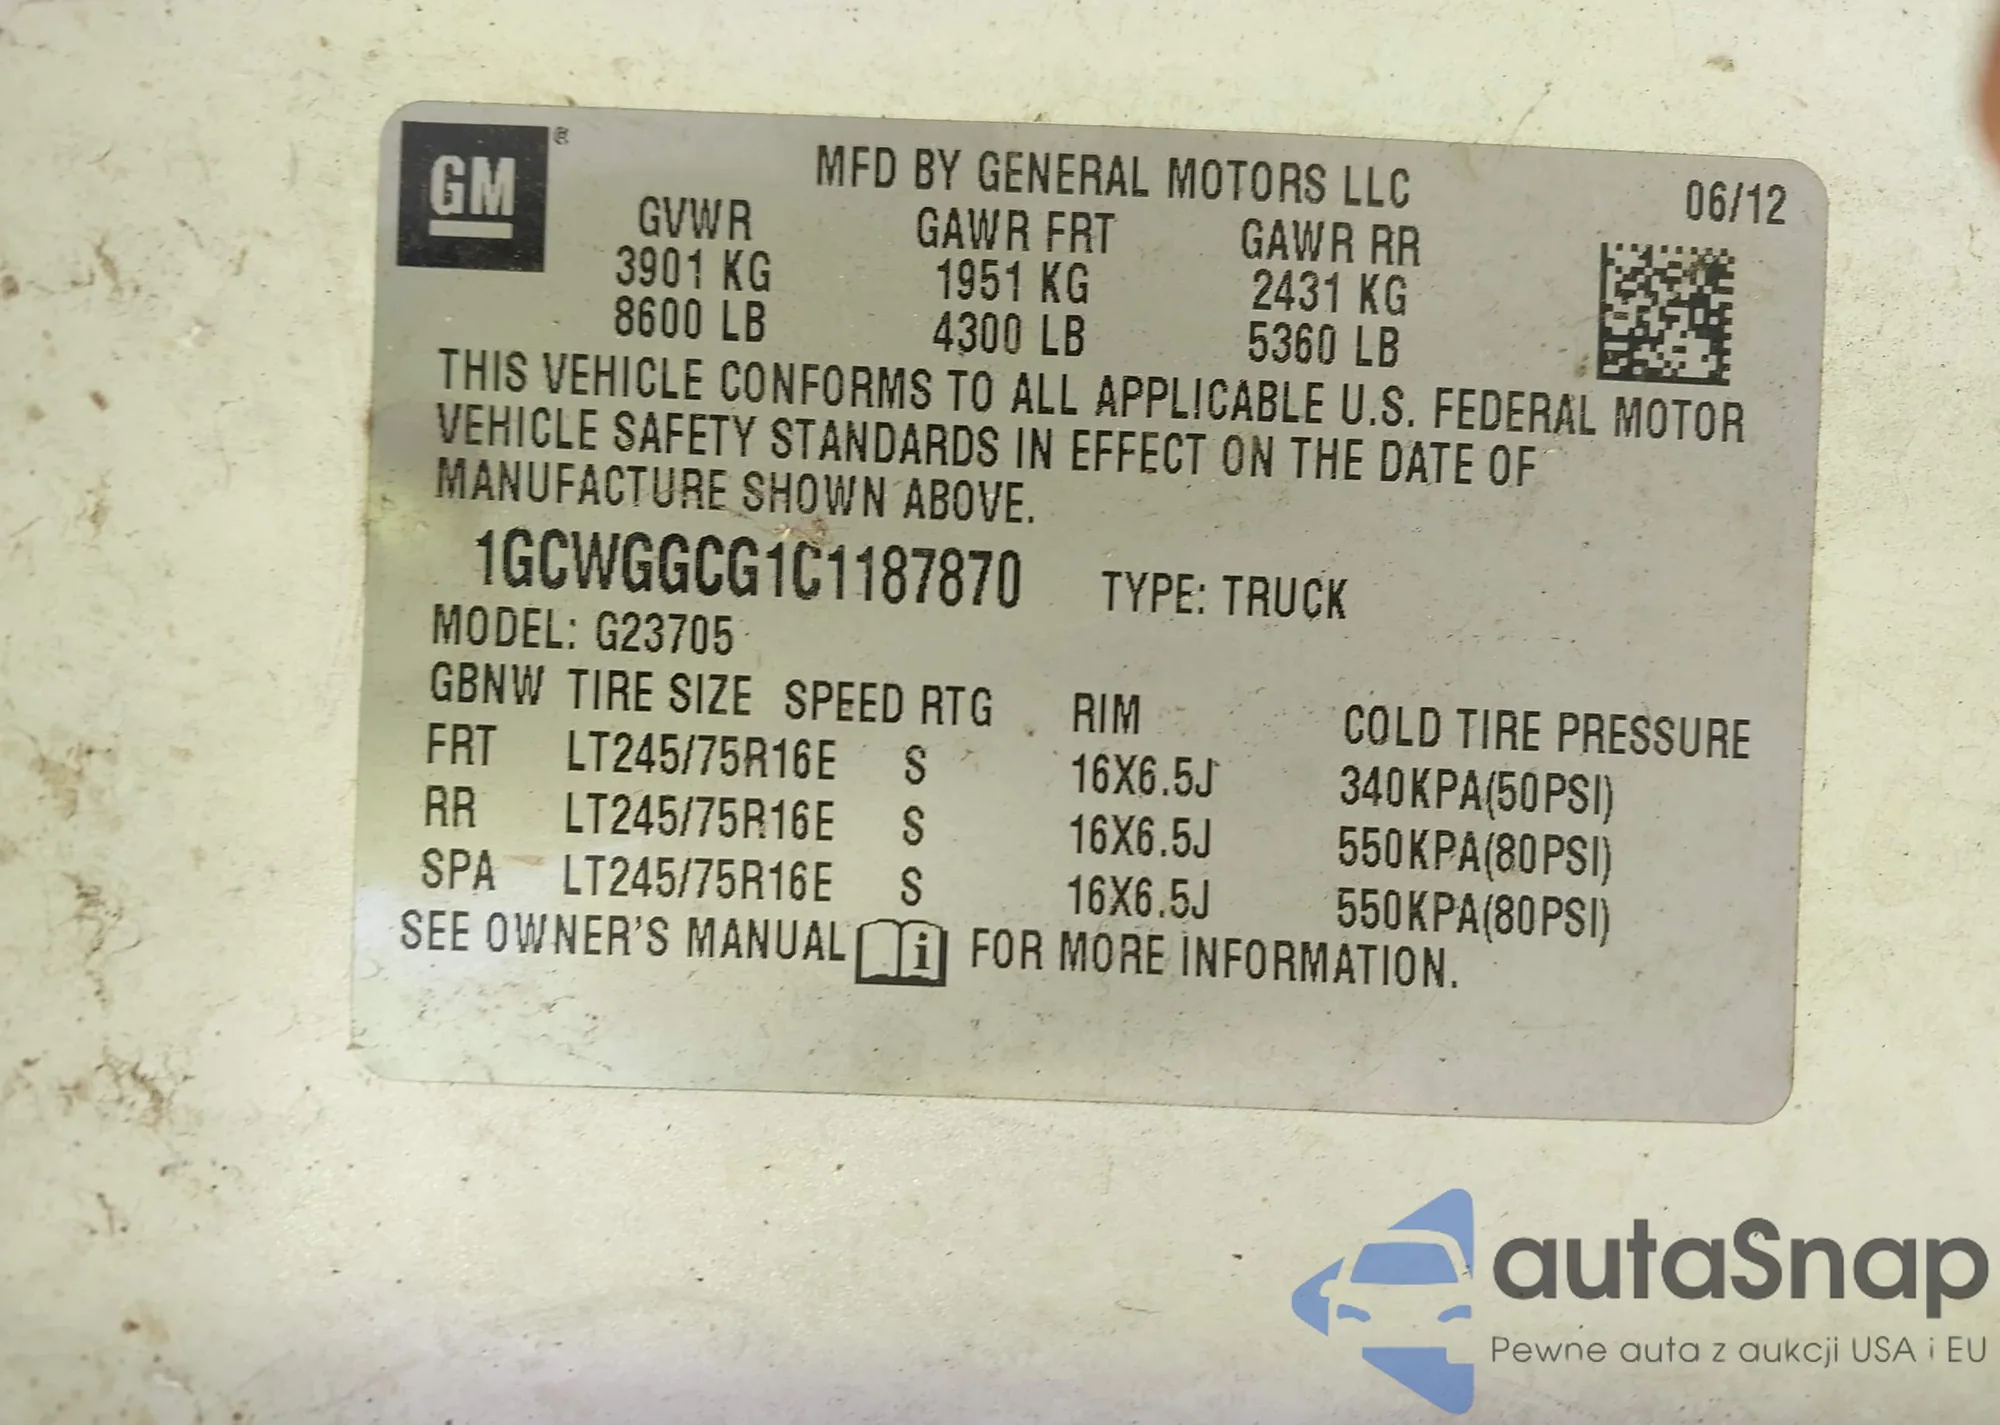 GM®
MFD BY GENERAL MOTORS LLC 06/12
GVWR GAWR FRT GAWR RR
3901 KG 1951 KG 2431 KG
8600 LB 4300 LB 5360 LB
THIS VEHICLE CONFORMS TO ALL APPLICABLE U.S. FEDERAL MOTOR
VEHICLE SAFETY STANDARDS IN EFFECT ON THE DATE OF
MANUFACTURE SHOWN ABOVE.
1GCWGGCG1C1187870 TYPE: TRUCK
MODEL: G23705
GBNW TIRE SIZE SPEED RTG RIM COLD TIRE PRESSURE
FRT LT245/75R16E S 16X6.5J 340KPA(50PSI)
RR LT245/75R16E S 16X6.5J 550KPA(80PSI)
SPA LT245/75R16E S 16X6.5J 550KPA(80PSI)
SEE OWNER'S MANUAL i FOR MORE INFORMATION.
autaSnap
Pewne auta z aukcji USA i EU